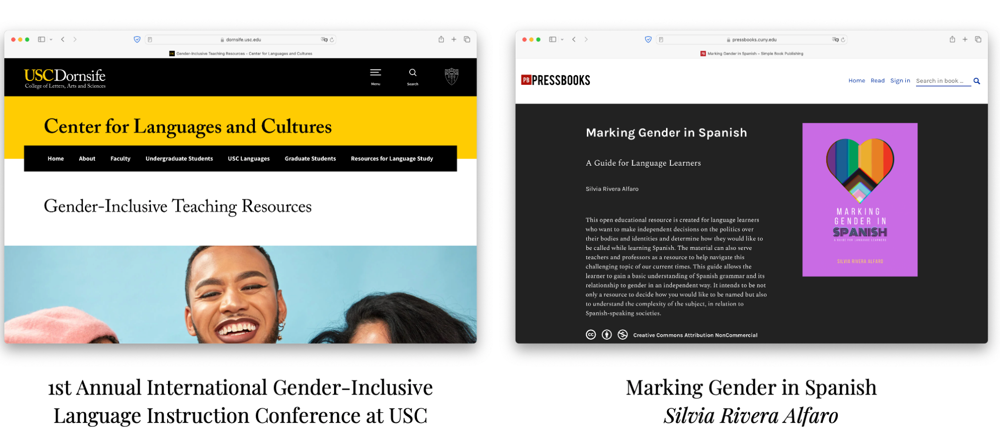 dornsife.usc.edu
USC Gender-Inclusive Teaching Resources - Center for Languages and Cultures
USCDornsife
College of Letters, Arts and Sciences
Menu
Search
Center for Languages and Cultures
Home About Faculty Undergraduate Students USC Languages Graduate Students Resources for Language Study
Gender-Inclusive Teaching Resources
1st Annual International Gender-Inclusive
Language Instruction Conference at USC
pressbooks.cuny.edu
PB Marking Gender in Spanish – Simple Book Publishing
PB PRESSBOOKS
Home Read Sign in Search in book ...
Marking Gender in Spanish
A Guide for Language Learners
Silvia Rivera Alfaro
This open educational resource is created for language learners
who want to make independent decisions on the politics over
their bodies and identities and determine how they would like to
be called while learning Spanish. The material can also serve
teachers and professors as a resource to help navigate this
challenging topic of our current times. This guide allows the
learner to gain a basic understanding of Spanish grammar and its
relationship to gender in an independent way. It intends to be not
only a resource to decide how you would like to be named but also
to understand the complexity of the subject, in relation to
Spanish-speaking societies.
cc Creative Commons Attribution NonCommercial
MARKING
GENDER IN
SPANISH
A GUIDE FOR LANGUAGE LEARNERS
SILVIA RIVERA ALFARO
Marking Gender in Spanish
Silvia Rivera Alfaro